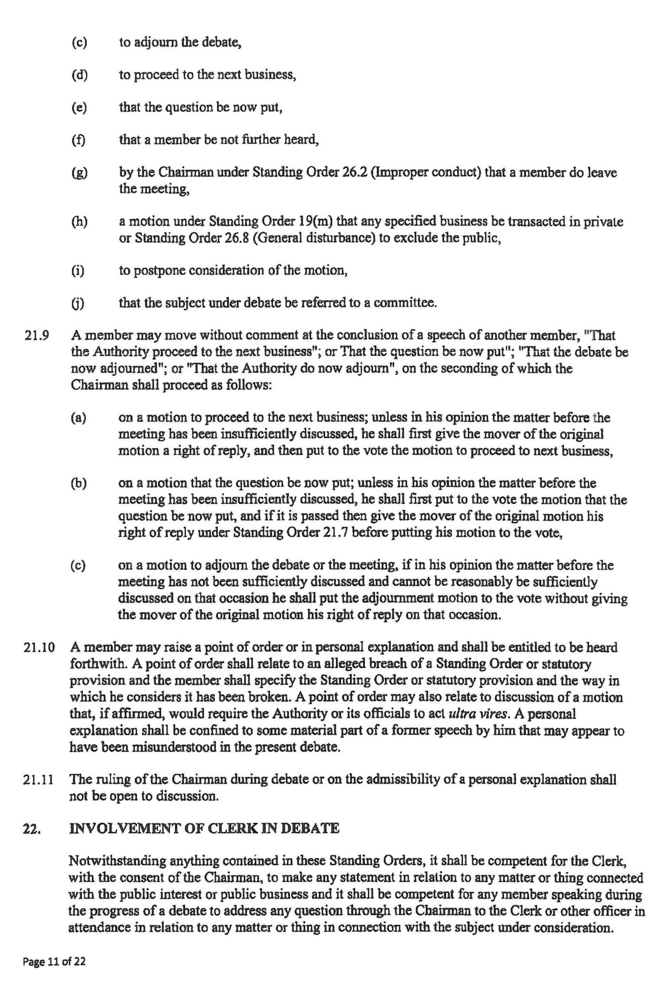 (c) to adjourn the debate,
(d) to proceed to the next business,
(e) that the question be now put,
(f) that a member be not further heard,
(g) by the Chairman under Standing Order 26.2 (Improper conduct) that a member do leave
the meeting,
(h) a motion under Standing Order 19(m) that any specified business be transacted in private
or Standing Order 26.8 (General disturbance) to exclude the public,
(i) to postpone consideration of the motion,
(j) that the subject under debate be referred to a committee.
21.9 A member may move without comment at the conclusion of a speech of another member, "That
the Authority proceed to the next business"; or That the question be now put"; "That the debate be
now adjourned"; or "That the Authority do now adjourn", on the seconding of which the
Chairman shall proceed as follows:
(a) on a motion to proceed to the next business; unless in his opinion the matter before the
meeting has been insufficiently discussed, he shall first give the mover of the original
motion a right of reply, and then put to the vote the motion to proceed to next business,
(b) on a motion that the question be now put; unless in his opinion the matter before the
meeting has been insufficiently discussed, he shall first put to the vote the motion that the
question be now put, and if it is passed then give the mover of the original motion his
right of reply under Standing Order 21.7 before putting his motion to the vote,
(c) on a motion to adjourn the debate or the meeting, if in his opinion the matter before the
meeting has not been sufficiently discussed and cannot be reasonably be sufficiently
discussed on that occasion he shall put the adjournment motion to the vote without giving
the mover of the original motion his right of reply on that occasion.
21.10 A member may raise a point of order or in personal explanation and shall be entitled to be heard
forthwith. A point of order shall relate to an alleged breach of a Standing Order or statutory
provision and the member shall specify the Standing Order or statutory provision and the way in
which he considers it has been broken. A point of order may also relate to discussion of a motion
that, if affirmed, would require the Authority or its officials to act ultra vires. A personal
explanation shall be confined to some material part of a former speech by him that may appear to
have been misunderstood in the present debate.
21.11 The ruling of the Chairman during debate or on the admissibility of a personal explanation shall
not be open to discussion.
22. INVOLVEMENT OF CLERK IN DEBATE
Notwithstanding anything contained in these Standing Orders, it shall be competent for the Clerk,
with the consent of the Chairman, to make any statement in relation to any matter or thing connected
with the public interest or public business and it shall be competent for any member speaking during
the progress of a debate to address any question through the Chairman to the Clerk or other officer in
attendance in relation to any matter or thing in connection with the subject under consideration.
Page 11 of 22